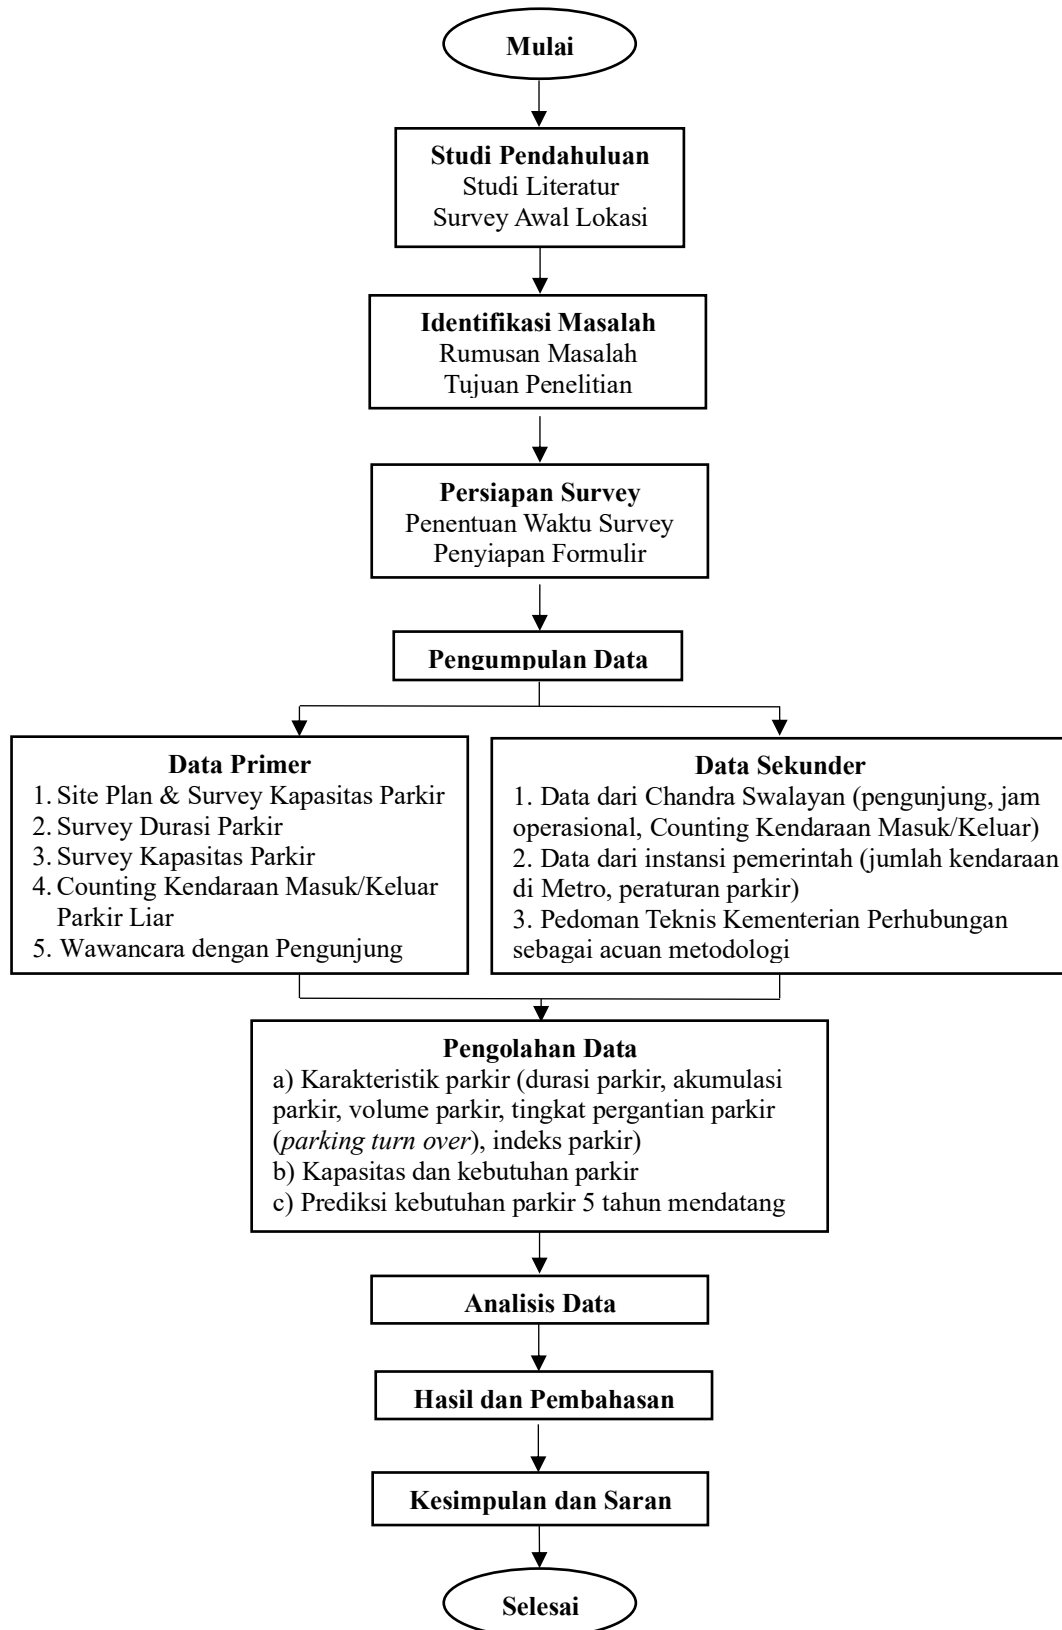 Mulai
Studi Pendahuluan
Studi Literatur
Survey Awal Lokasi
Identifikasi Masalah
Rumusan Masalah
Tujuan Penelitian
Persiapan Survey
Penentuan Waktu Survey
Penyiapan Formulir
Pengumpulan Data
Data Primer
1. Site Plan & Survey Kapasitas Parkir
2. Survey Durasi Parkir
3. Survey Kapasitas Parkir
4. Counting Kendaraan Masuk/Keluar
Parkir Liar
5. Wawancara dengan Pengunjung
Data Sekunder
1. Data dari Chandra Swalayan (pengunjung, jam
operasional, Counting Kendaraan Masuk/Keluar)
2. Data dari instansi pemerintah (jumlah kendaraan
di Metro, peraturan parkir)
3. Pedoman Teknis Kementerian Perhubungan
sebagai acuan metodologi
Pengolahan Data
a) Karakteristik parkir (durasi parkir, akumulasi
parkir, volume parkir, tingkat pergantian parkir
(parking turn over), indeks parkir)
b) Kapasitas dan kebutuhan parkir
c) Prediksi kebutuhan parkir 5 tahun mendatang
Analisis Data
Hasil dan Pembahasan
Kesimpulan dan Saran
Selesai